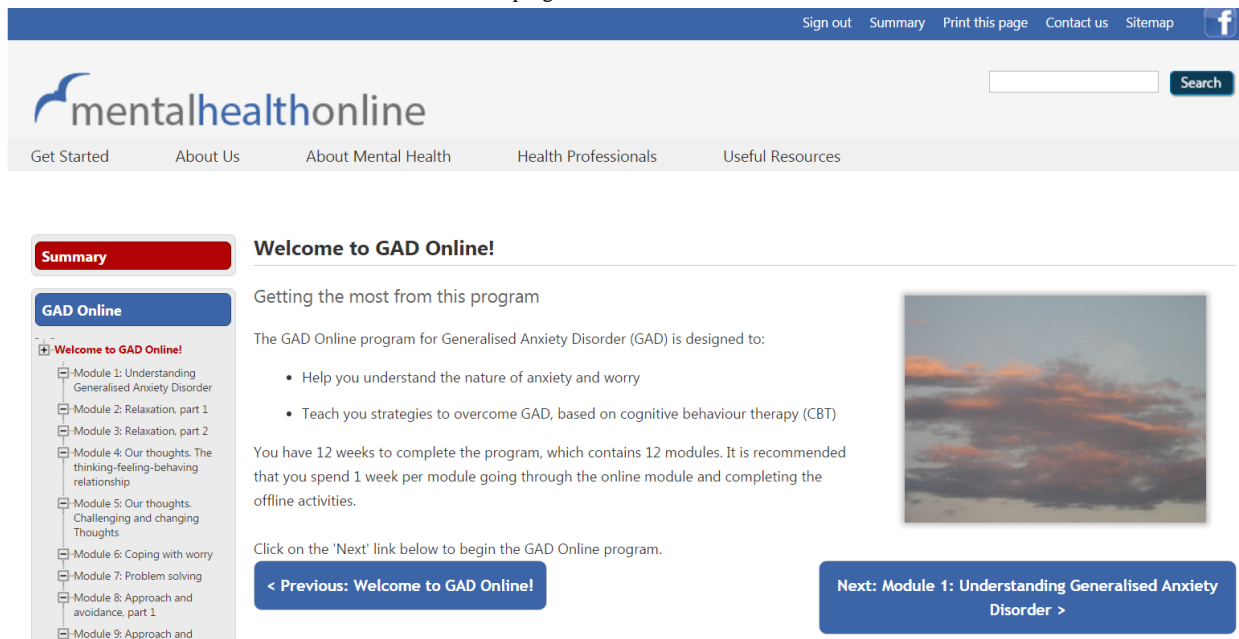 Sign out Summary Print this page Contact us Sitemap f
mentalhealthonline
Search
Get Started About Us About Mental Health Health Professionals Useful Resources
Summary
GAD Online
Welcome to GAD Online!
Module 1: Understanding
Generalised Anxiety Disorder
Module 2: Relaxation, part 1
Module 3: Relaxation, part 2
Module 4: Our thoughts. The
thinking-feeling-behaving
relationship
Module 5: Our thoughts.
Challenging and changing
Thoughts
Module 6: Coping with worry
Module 7: Problem solving
Module 8: Approach and
avoidance, part 1
Module 9: Approach and
Welcome to GAD Online!
Getting the most from this program
The GAD Online program for Generalised Anxiety Disorder (GAD) is designed to:
• Help you understand the nature of anxiety and worry
• Teach you strategies to overcome GAD, based on cognitive behaviour therapy (CBT)
You have 12 weeks to complete the program, which contains 12 modules. It is recommended
that you spend 1 week per module going through the online module and completing the
offline activities.
Click on the 'Next' link below to begin the GAD Online program.
< Previous: Welcome to GAD Online!
Next: Module 1: Understanding Generalised Anxiety
Disorder >